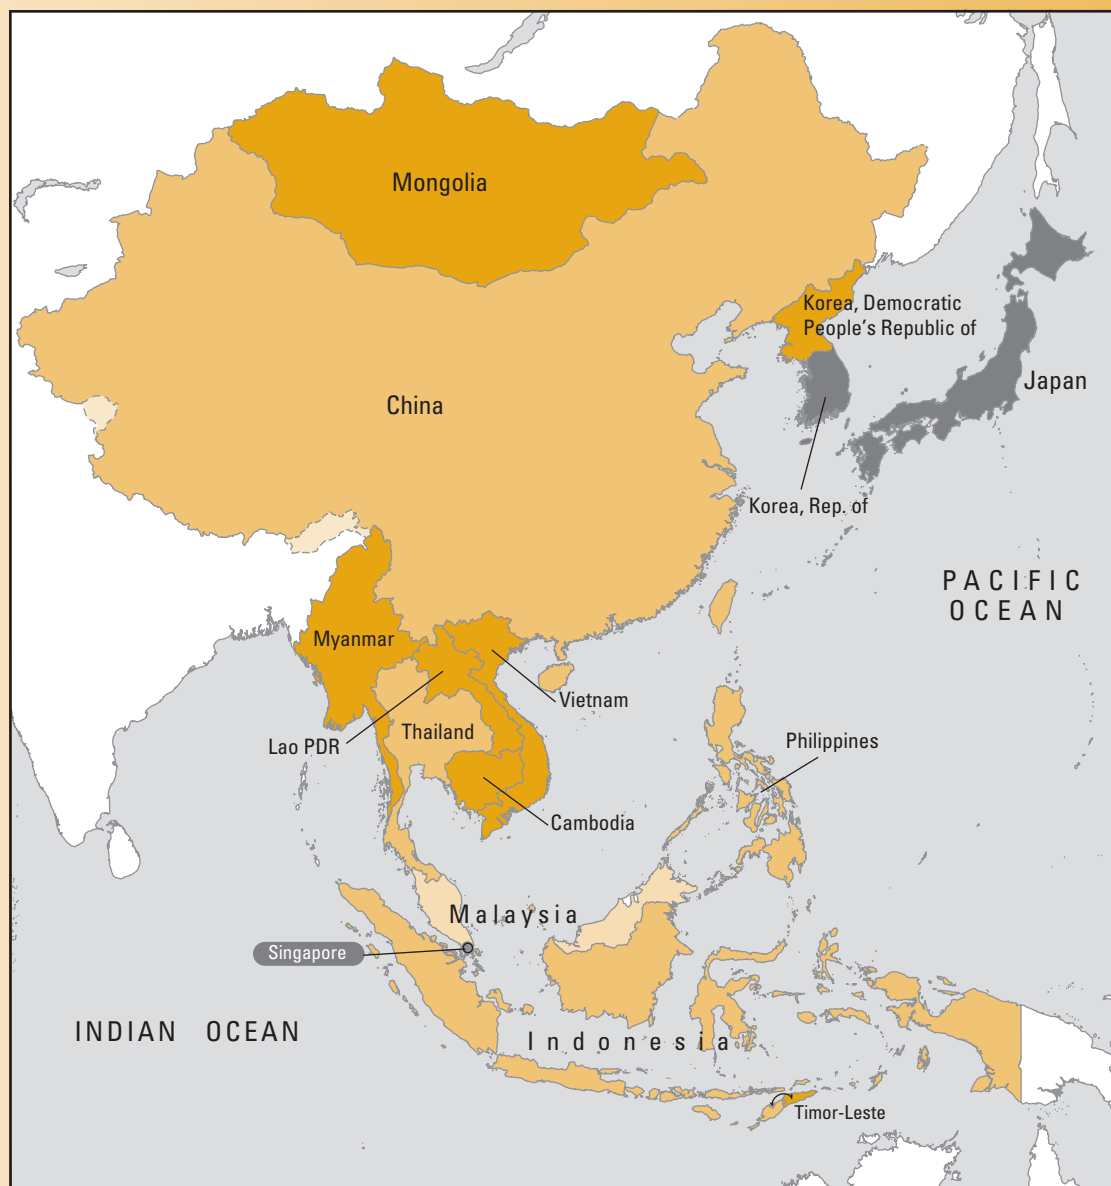 Mongolia
Korea, Democratic
People's Republic of
Japan
China
Korea, Rep. of
PACIFIC
OCEAN
Myanmar
Vietnam
Lao PDR
Thailand
Philippines
Cambodia
Malaysia
Singapore
INDIAN OCEAN
Indonesia
Timor-Leste